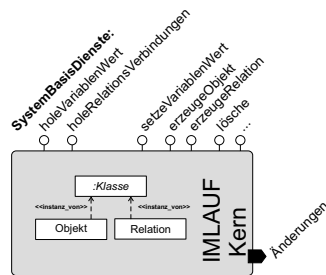 SystemBasisDienste:
holeVariablenWert
holeRelationsVerbindungen
setzeVariablenWert
erzeugeObjekt
erzeugeRelation
lösche
...
:Klasse
<<instanz_von>>
<<instanz_von>>
Objekt
Relation
IMLAUF
Kern
Änderungen